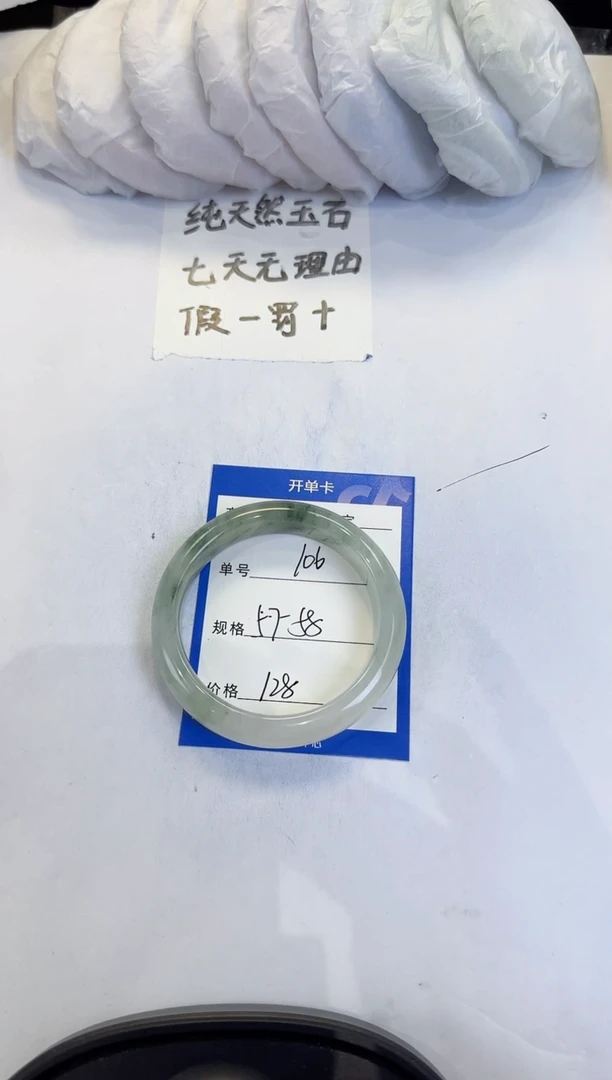 纯天然玉石
七天无理由
假一罚十
开单卡
单号 106
规格 57-58
价格 128